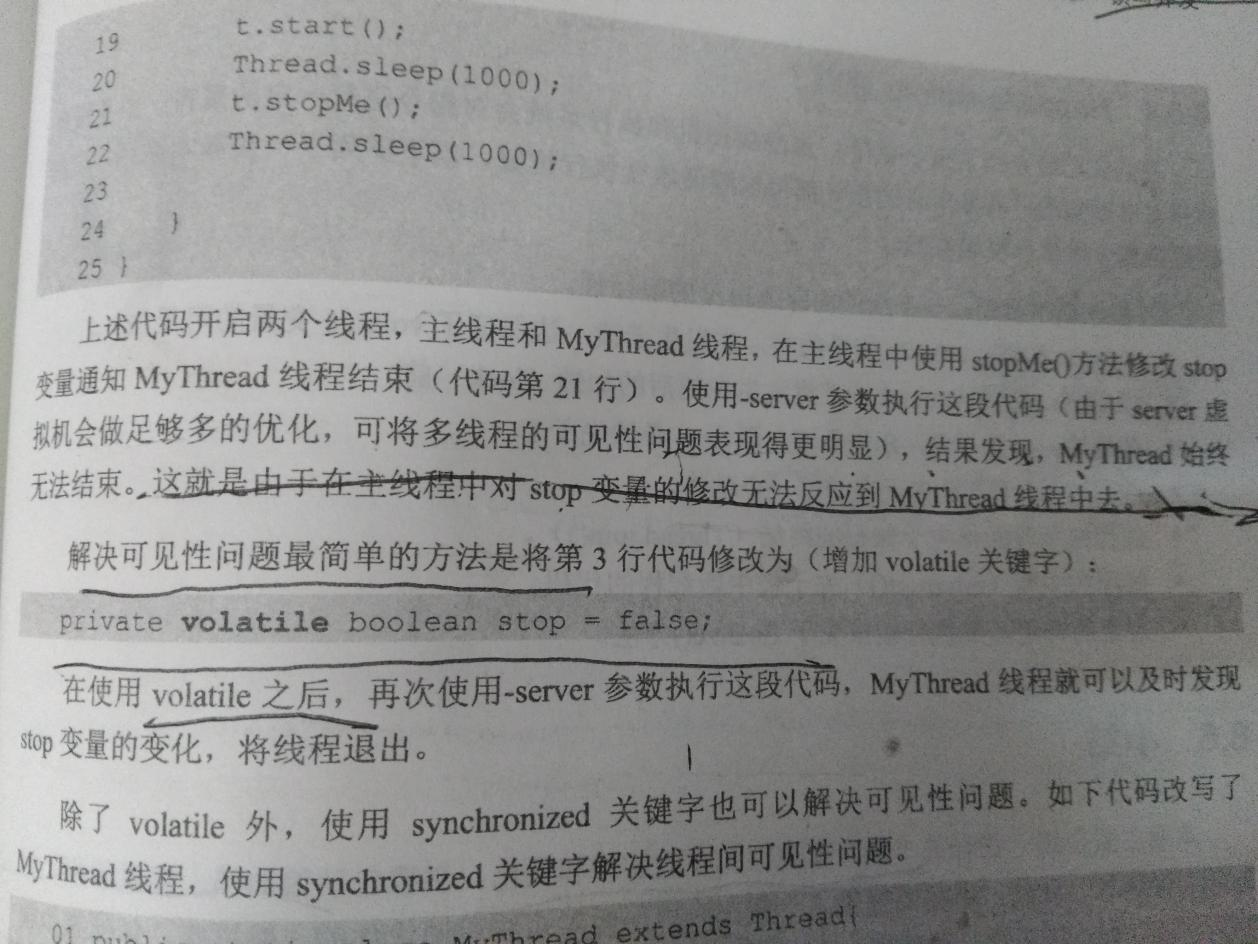 19 t.start();
20 Thread.sleep(1000);
21 t.stopMe();
22 Thread.sleep(1000);
23
24 }
25 }
上述代码开启两个线程，主线程和 MyThread 线程，在主线程中使用 stopMe()方法修改 stop
变量通知 MyThread 线程结束（代码第 21 行）。使用-server 参数执行这段代码（由于 server 虚
拟机会做足够多的优化，可将多线程的可见性问题表现得更明显），结果发现，MyThread 始终
无法结束。这就是由于在主线程中对 stop 变量的修改无法反应到 MyThread 线程中去。
解决可见性问题最简单的方法是将第 3 行代码修改为（增加 volatile 关键字）：
private volatile boolean stop = false;
在使用 volatile 之后，再次使用-server 参数执行这段代码，MyThread 线程就可以及时发现
stop 变量的变化，将线程退出。
除了 volatile 外，使用 synchronized 关键字也可以解决可见性问题。如下代码改写了
MyThread 线程，使用 synchronized 关键字解决线程间可见性问题。
01 MyThread extends Thread{